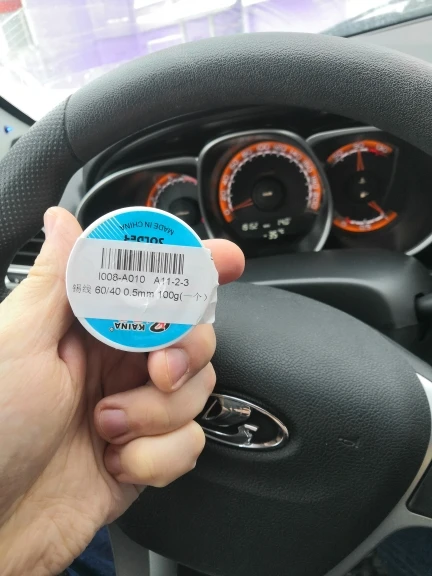 MADE IN CHINA
SOLDER
I008-A010 A11-2-3
锡线 60/40 0.5mm 100g(一个)
KAINA